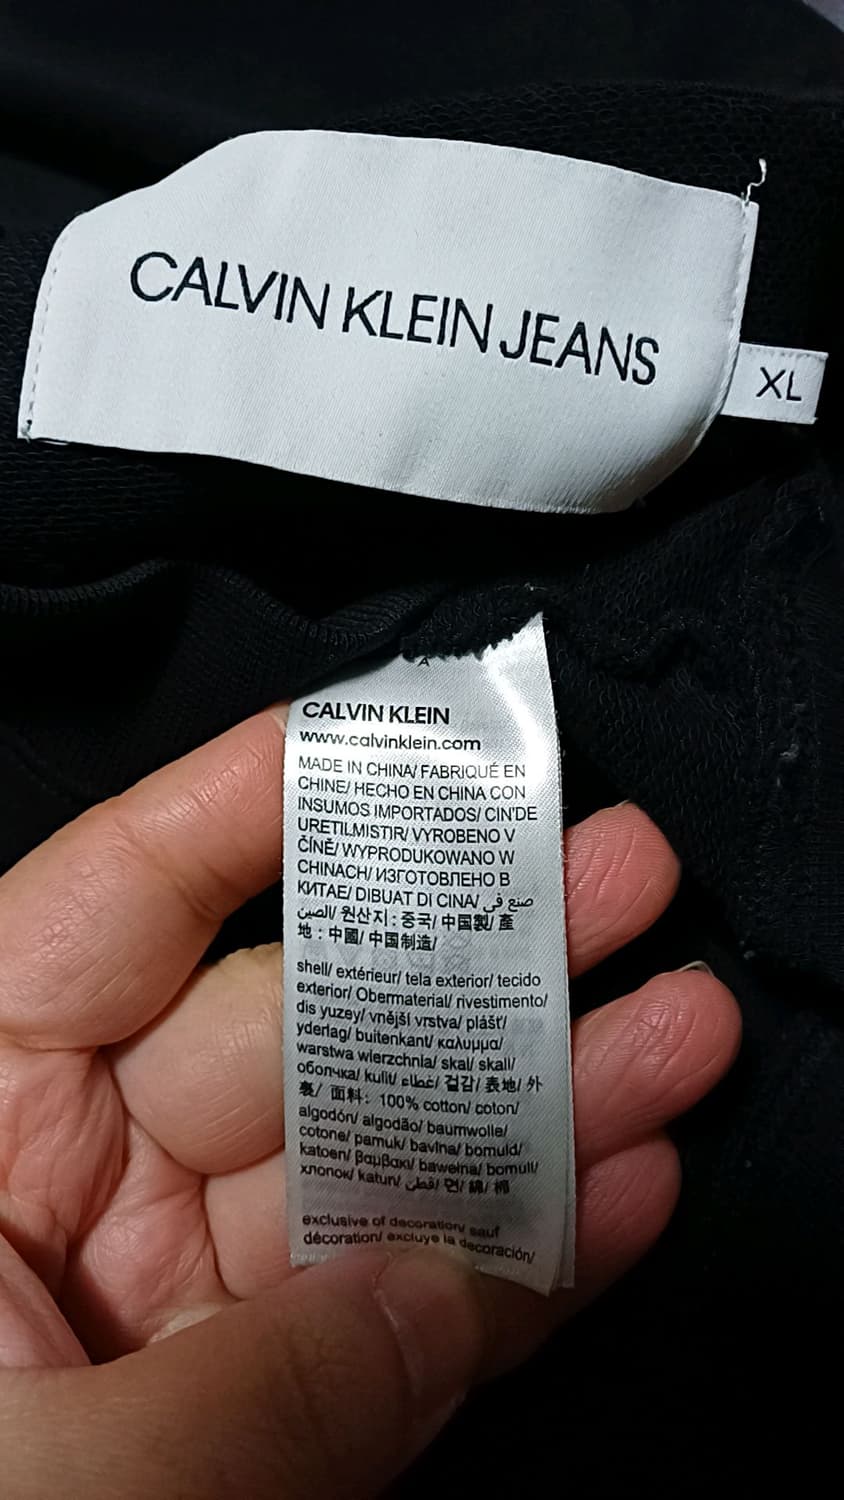 CALVIN KLEIN JEANS
XL
A
CALVIN KLEIN
www.calvinklein.com
MADE IN CHINA/ FABRIQUÉ EN
CHINE/ HECHO EN CHINA CON
INSUMOS IMPORTADOS/ CIN'DE
URETILMISTIR/ VYROBENO V
ČÍNĚ/ WYPRODUKOWANO W
CHINACH/ ИЗГОТОВЛЕНО В
КИТАЕ/ DIBUAT DI CINA/ صنع في
الصين/ 원산지 : 중국/ 中国製/ 產
地 : 中國/ 中国制造/
shell/ extérieur/ tela exterior/ tecido
exterior/ Obermaterial/ rivestimento/
dis yuzey/ vnější vrstva/ plášť/
yderlag/ buitenkant/ καλυμμα/
warstwa wierzchnia/ skal/ skall/
оболчка/ kulit/ غطاء/ 겉감/ 表地/ 外
裏/ 面料: 100% cotton/ coton/
algodón/ algodão/ baumwolle/
cotone/ pamuk/ bavlna/ bomuld/
katoen/ βαμβακι/ bawełna/ bomull/
хлопок/ katun/ قطن/ 면/ 綿/ 棉
exclusive of decoration/ sauf
décoration/ excluye la decoración/